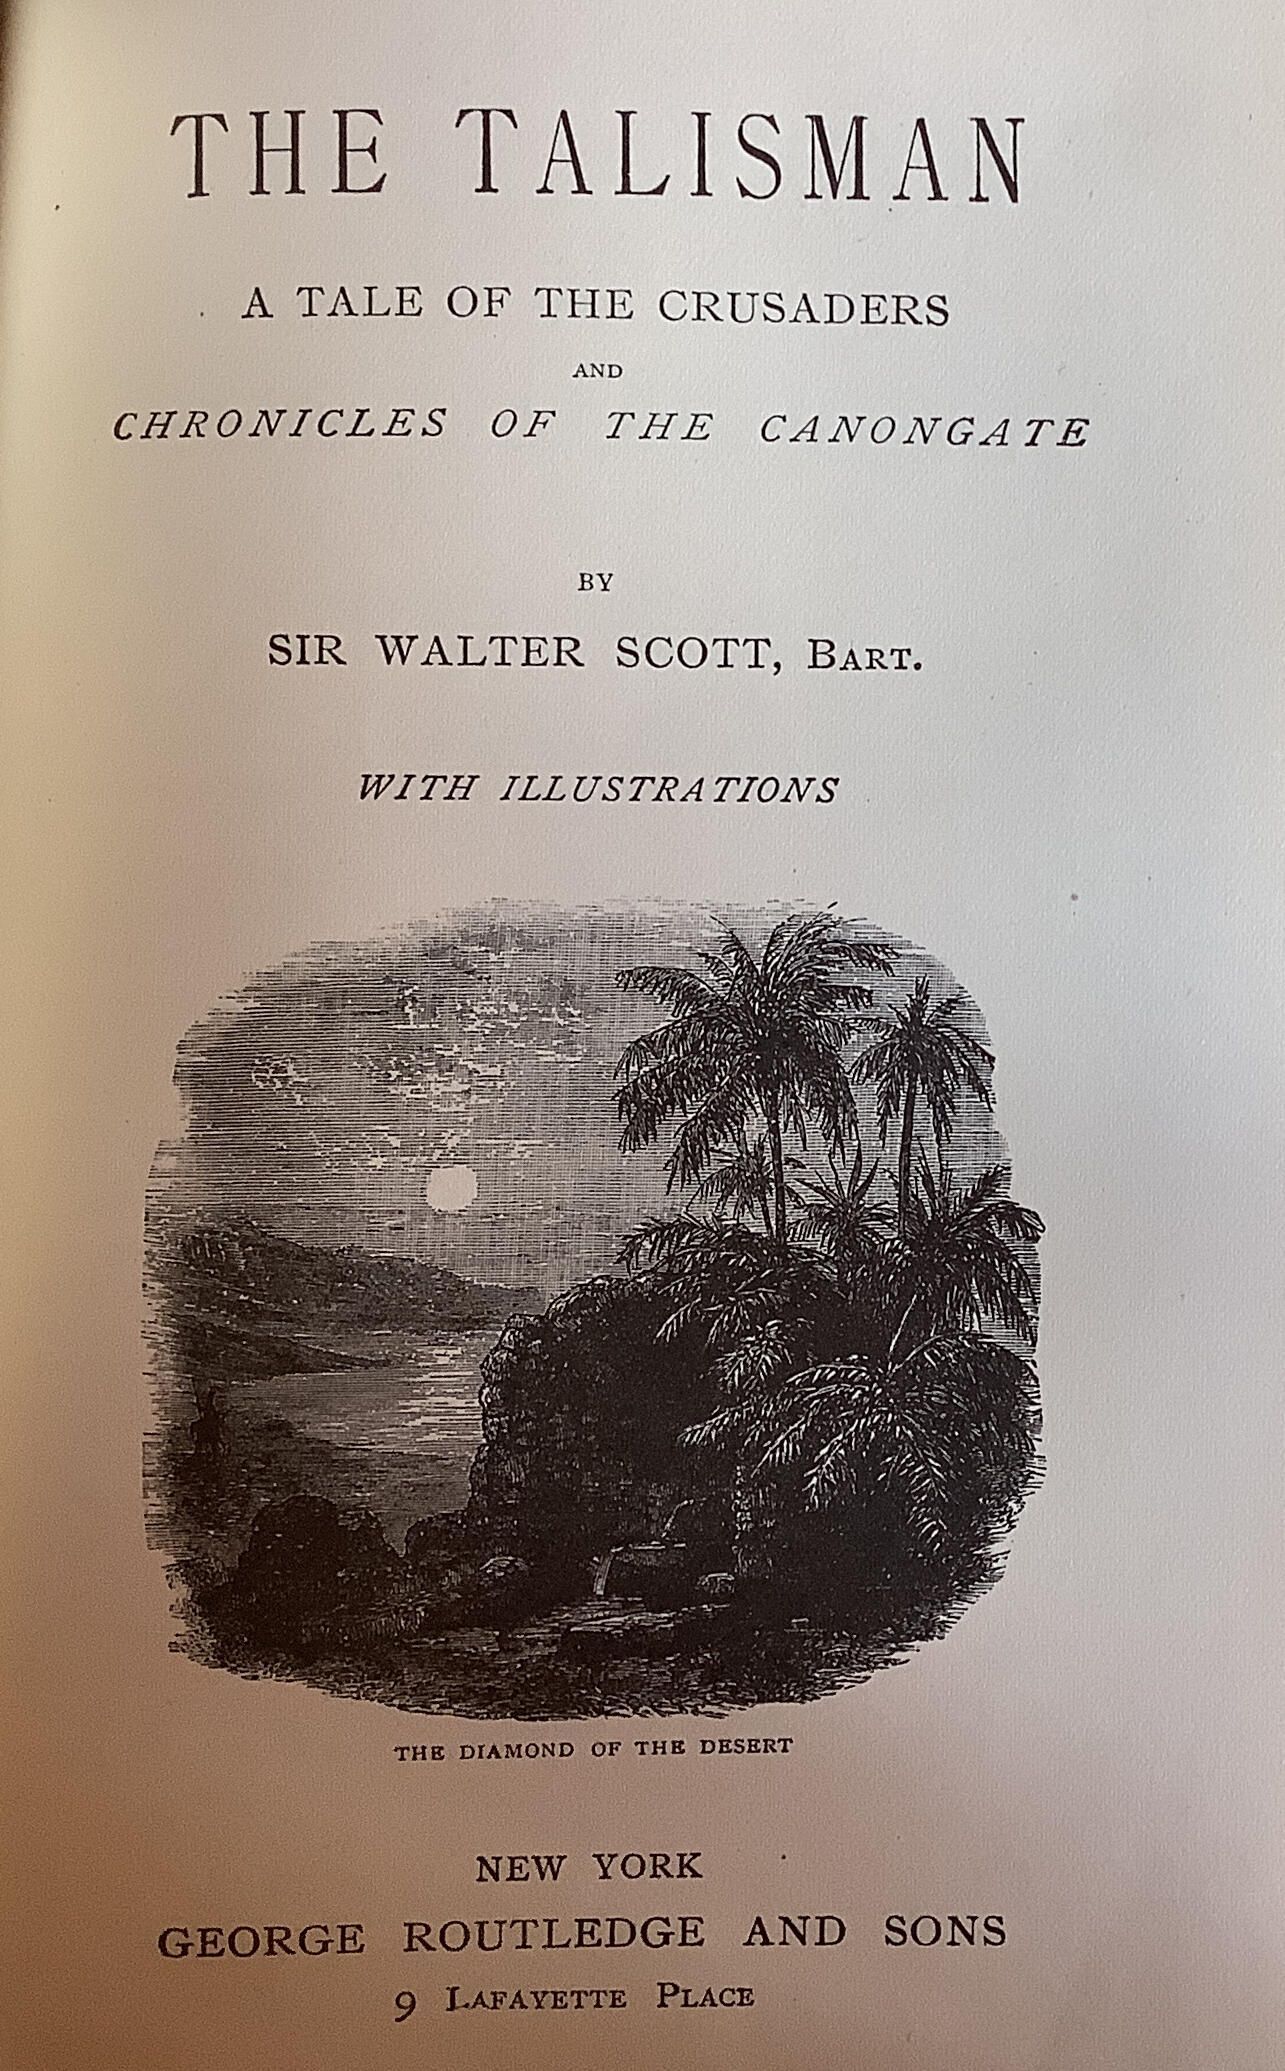 THE TALISMAN
A TALE OF THE CRUSADERS
AND
CHRONICLES OF THE CANONGATE
BY
SIR WALTER SCOTT, BART.
WITH ILLUSTRATIONS
THE DIAMOND OF THE DESERT
NEW YORK
GEORGE ROUTLEDGE AND SONS
9 LAFAYETTE PLACE